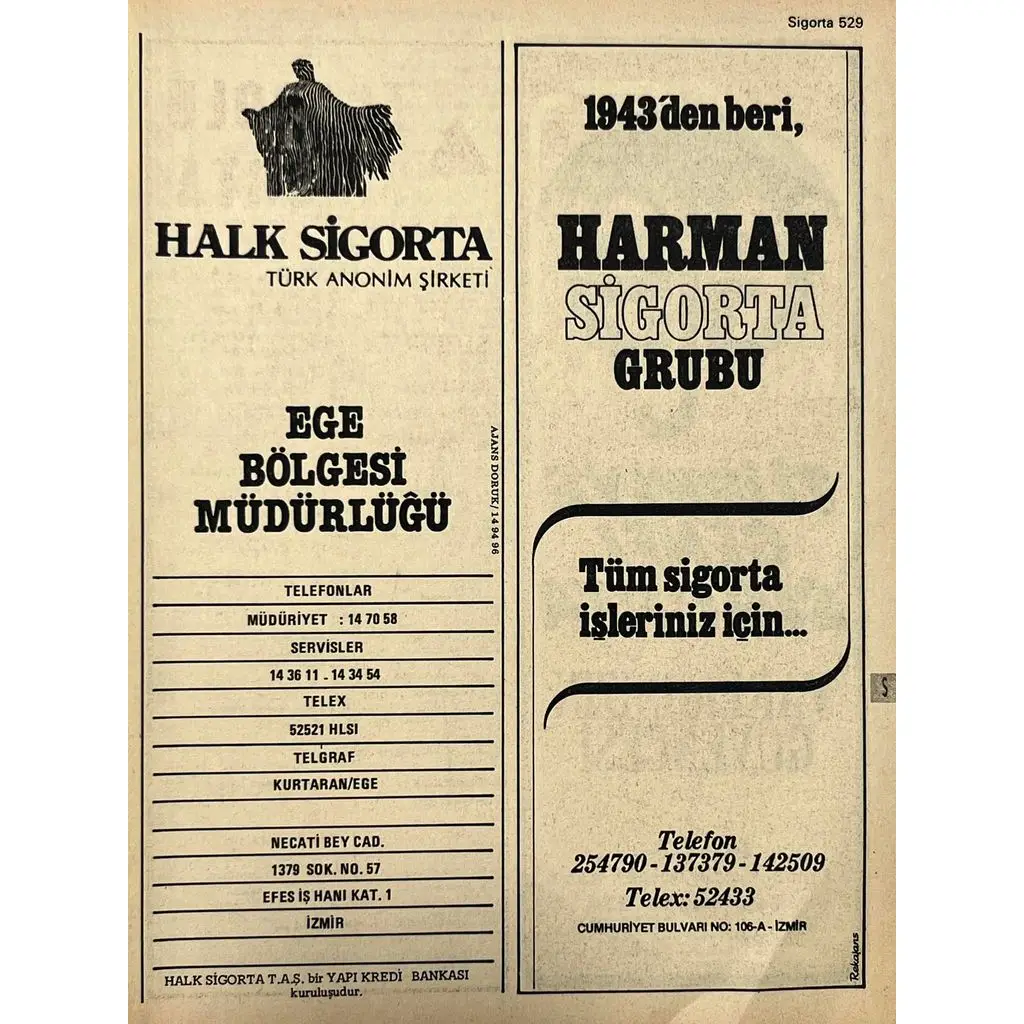 Sigorta 529
HALK SİGORTA
TÜRK ANONİM ŞİRKETİ
EGE
BÖLGESİ
MÜDÜRLÜĞÜ
AJANS DORUK/14 94 96
TELEFONLAR
MÜDÜRİYET : 14 70 58
SERVİSLER
14 36 11 - 14 34 54
TELEX
52521 HLSI
TELGRAF
KURTARAN/EGE
NECATİ BEY CAD.
1379 SOK. NO. 57
EFES İŞ HANI KAT. 1
İZMİR
HALK SİGORTA T.A.Ş. bir YAPI KREDİ BANKASI
kuruluşudur.
1943'den beri,
HARMAN
SİGORTA
GRUBU
Tüm sigorta
işleriniz için...
S
Telefon
254790 - 137379 - 142509
Telex: 52433
CUMHURİYET BULVARI NO: 106-A - İZMİR
Rekajans